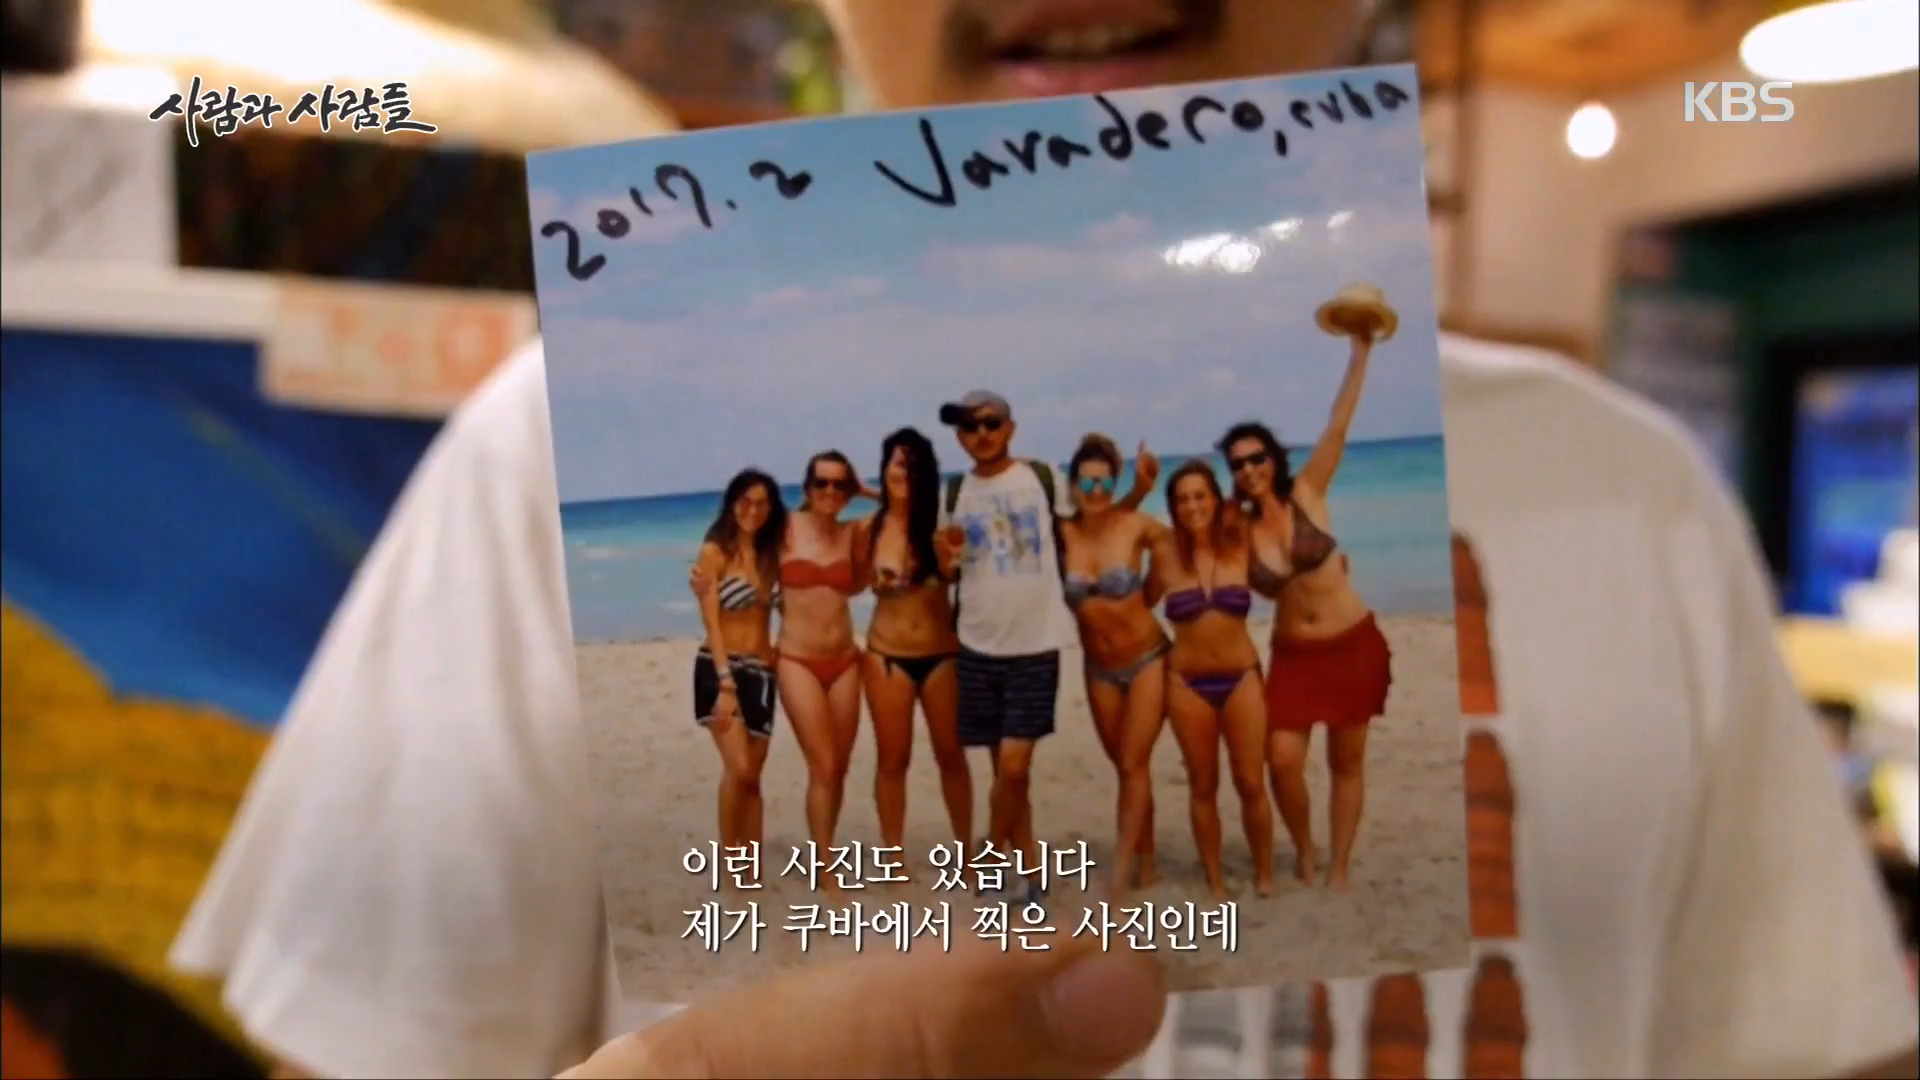 사람과 사람들
KBS
2017. 2 Varadero, cuba
이런 사진도 있습니다
제가 쿠바에서 찍은 사진인데